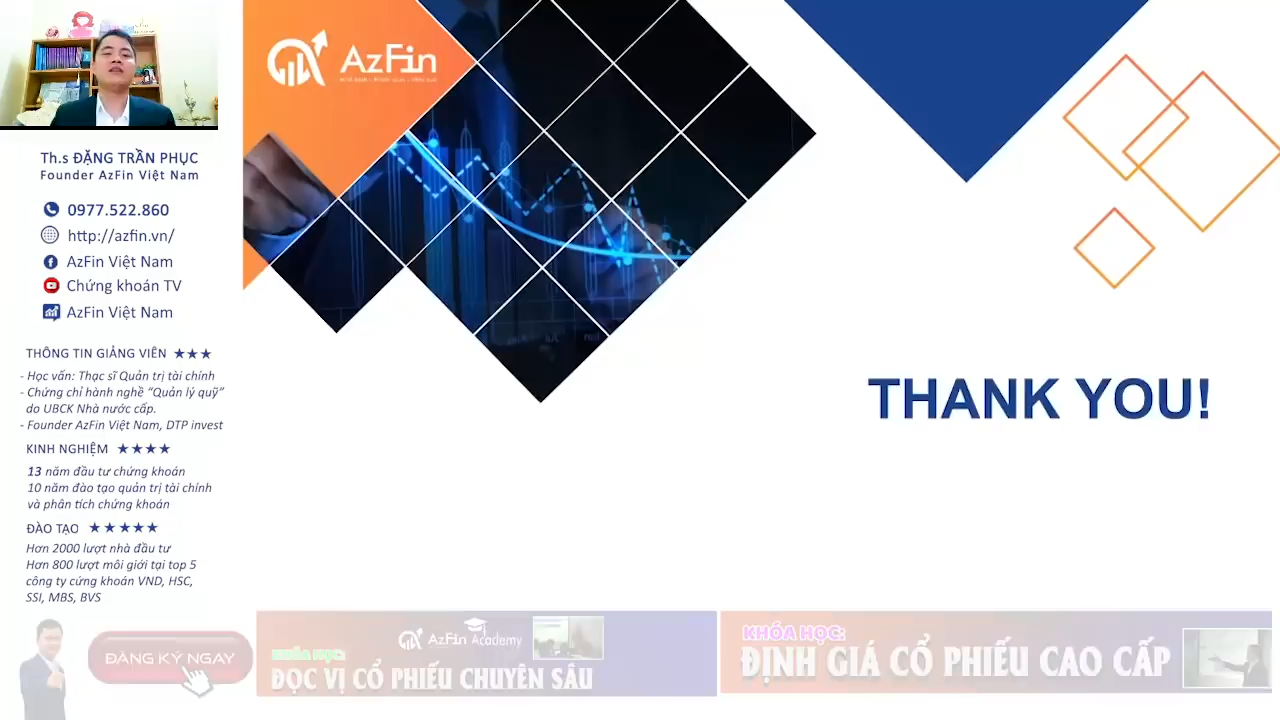 Th.s ĐẶNG TRẦN PHỤC
Founder AzFin Việt Nam
0977.522.860
http://azfin.vn/
AzFin Việt Nam
Chứng khoán TV
AzFin Việt Nam
THÔNG TIN GIẢNG VIÊN ★★★
- Học vấn: Thạc sĩ Quản trị tài chính
- Chứng chỉ hành nghề “Quản lý quỹ”
do UBCK Nhà nước cấp.
- Founder AzFin Việt Nam, DTP invest
KINH NGHIỆM ★★★★
13 năm đầu tư chứng khoán
10 năm đào tạo quản trị tài chính
và phân tích chứng khoán
ĐÀO TẠO ★★★★★
Hơn 2000 lượt nhà đầu tư
Hơn 800 lượt môi giới tại top 5
công ty cứng khoán VND, HSC,
SSI, MBS, BVS
ĐĂNG KÝ NGAY
AzFin
THANK YOU!
AzFin Academy
KHÓA HỌC:
ĐỌC VỊ CỔ PHIẾU CHUYÊN SÂU
KHÓA HỌC:
ĐỊNH GIÁ CỔ PHIẾU CAO CẤP